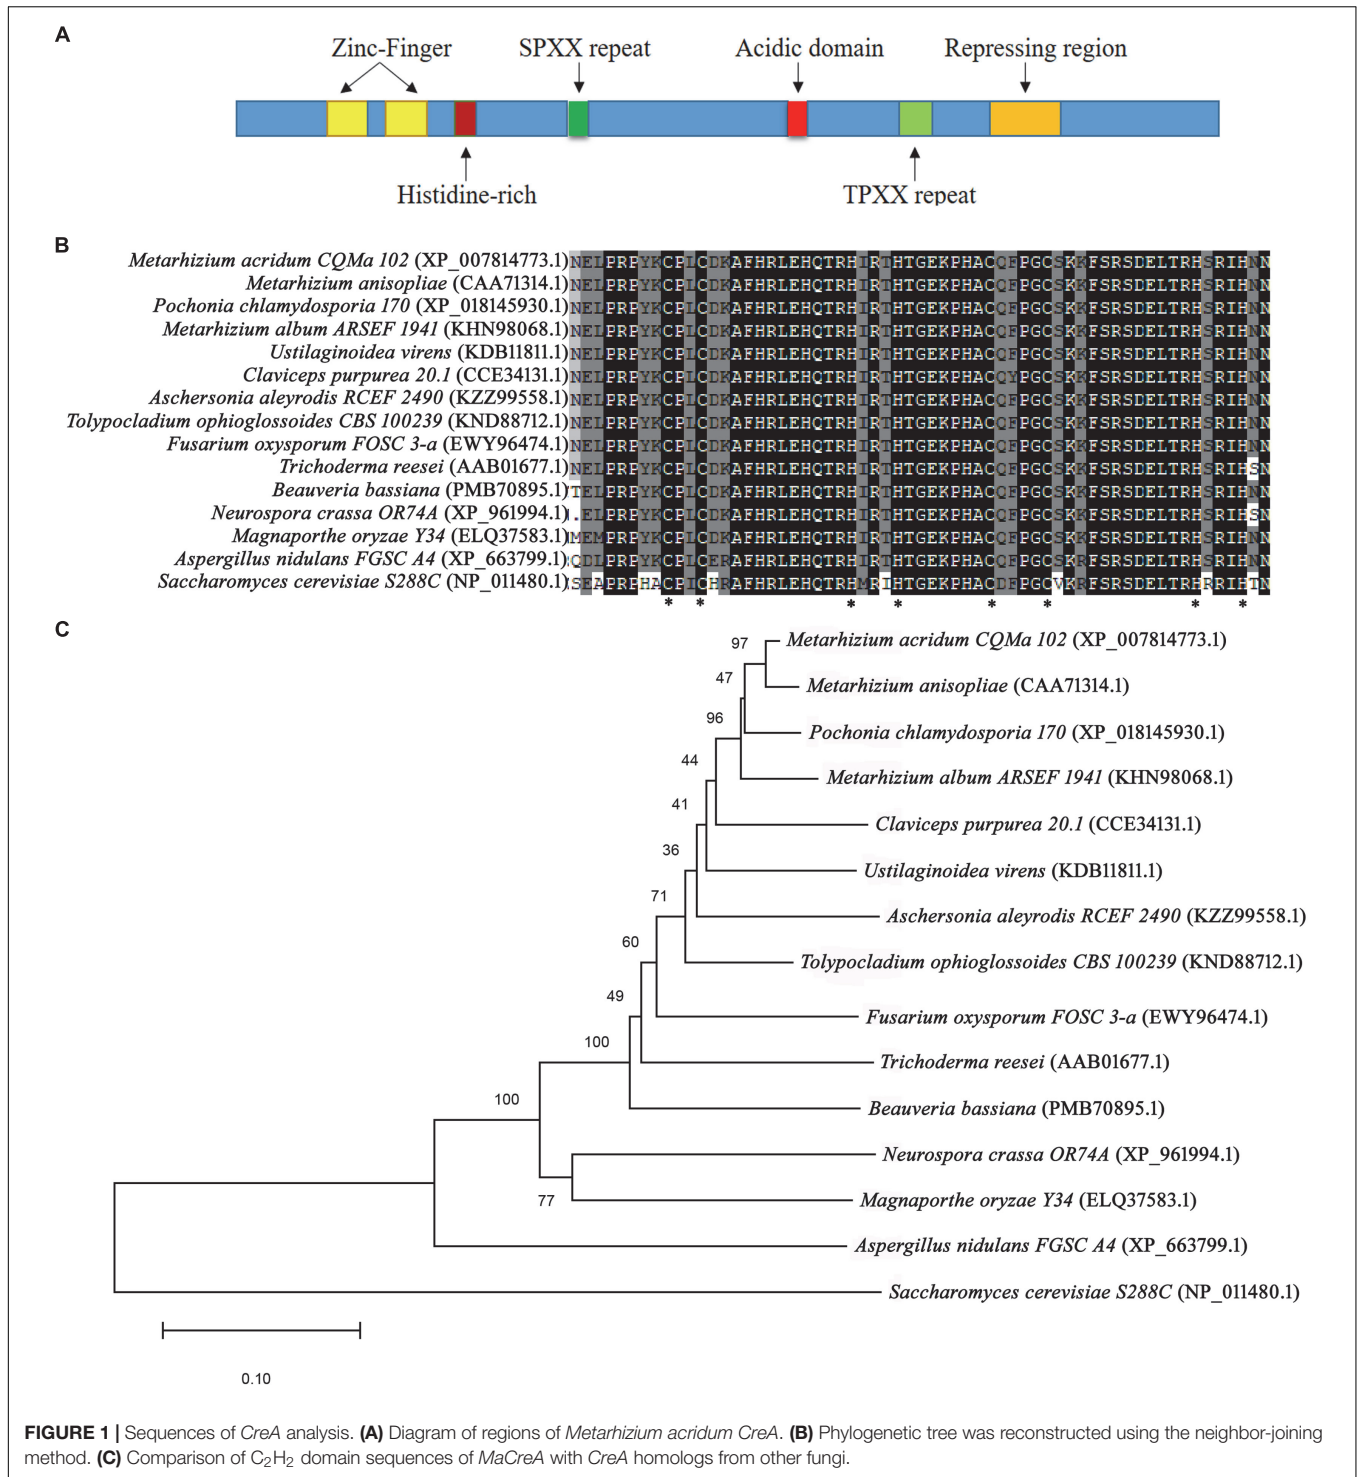 A
Zinc-Finger SPXX repeat Acidic domain Repressing region
Histidine-rich TPXX repeat
B
Metarhizium acridum CQMa 102 (XP_007814773.1) NELPRPYKCPLCDKAFHRLEHQTRHIRTHTGEKPHACQFPGCSKKFSRSDELTRHSRIHNN
Metarhizium anisopliae (CAA71314.1) NELPRPYKCPLCDKAFHRLEHQTRHIRTHTGEKPHACQFPGCSKKFSRSDELTRHSRIHNN
Pochonia chlamydosporia 170 (XP_018145930.1) NELPRPYKCPLCDKAFHRLEHQTRHIRTHTGEKPHACQFPGCSKKFSRSDELTRHSRIHNN
Metarhizium album ARSEF 1941 (KHN98068.1) NELPRPYKCPLCDKAFHRLEHQTRHIRTHTGEKPHACQFPGCSKKFSRSDELTRHSRIHNN
Ustilaginoidea virens (KDB11811.1) NELPRPYKCPLCDKAFHRLEHQTRHIRTHTGEKPHACQFPGCSKKFSRSDELTRHSRIHNN
Claviceps purpurea 20.1 (CCE34131.1) NELPRPYKCPLCDKAFHRLEHQTRHIRTHTGEKPHACQYPGCSKKFSRSDELTRHSRIHNN
Aschersonia aleyrodis RCEF 2490 (KZZ99558.1) NELPRPYKCPLCDKAFHRLEHQTRHIRTHTGEKPHACQFPGCSKKFSRSDELTRHSRIHNN
Tolypocladium ophioglossoides CBS 100239 (KND88712.1) NELPRPYKCPLCDKAFHRLEHQTRHIRTHTGEKPHACQFPGCSKKFSRSDELTRHSRIHNN
Fusarium oxysporum FOSC 3-a (EWY96474.1) NELPRPYKCPLCDKAFHRLEHQTRHIRTHTGEKPHACQFPGCSKKFSRSDELTRHSRIHNN
Trichoderma reesei (AAB01677.1) NELPRPYKCPLCDKAFHRLEHQTRHIRTHTGEKPHACQFPGCSKKFSRSDELTRHSRIHSN
Beauveria bassiana (PMB70895.1) TELPRPYKCPLCDKAFHRLEHQTRHIRTHTGEKPHACQFPGCSKKFSRSDELTRHSRIHNN
Neurospora crassa OR74A (XP_961994.1) .ELPRPYKCPLCDKAFHRLEHQTRHIRTHTGEKPHACQFPGCSKKFSRSDELTRHSRIHSN
Magnaporthe oryzae Y34 (ELQ37583.1) MEMPRPYKCPLCDKAFHRLEHQTRHIRTHTGEKPHACQFPGCSKKFSRSDELTRHSRIHNN
Aspergillus nidulans FGSC A4 (XP_663799.1) QDLPRPYKCPLCERAFHRLEHQTRHIRTHTGEKPHACQFPGCSKKFSRSDELTRHSRIHNN
Saccharomyces cerevisiae S288C (NP_011480.1) SEAPRPHACPICHRAFHRLEHQTRHMRIHTGEKPHACDFPGCVKRFSRSDELTRHRRIHTN
* * * * * * * *
C
97 Metarhizium acridum CQMa 102 (XP_007814773.1)
47 Metarhizium anisopliae (CAA71314.1)
96 Pochonia chlamydosporia 170 (XP_018145930.1)
44 Metarhizium album ARSEF 1941 (KHN98068.1)
41 Claviceps purpurea 20.1 (CCE34131.1)
36 Ustilaginoidea virens (KDB11811.1)
71 Aschersonia aleyrodis RCEF 2490 (KZZ99558.1)
60 Tolypocladium ophioglossoides CBS 100239 (KND88712.1)
49 Fusarium oxysporum FOSC 3-a (EWY96474.1)
100 Trichoderma reesei (AAB01677.1)
100 Beauveria bassiana (PMB70895.1)
Neurospora crassa OR74A (XP_961994.1)
77 Magnaporthe oryzae Y34 (ELQ37583.1)
Aspergillus nidulans FGSC A4 (XP_663799.1)
Saccharomyces cerevisiae S288C (NP_011480.1)
0.10
FIGURE 1 | Sequences of CreA analysis. (A) Diagram of regions of Metarhizium acridum CreA. (B) Phylogenetic tree was reconstructed using the neighbor-joining
method. (C) Comparison of C₂H₂ domain sequences of MaCreA with CreA homologs from other fungi.